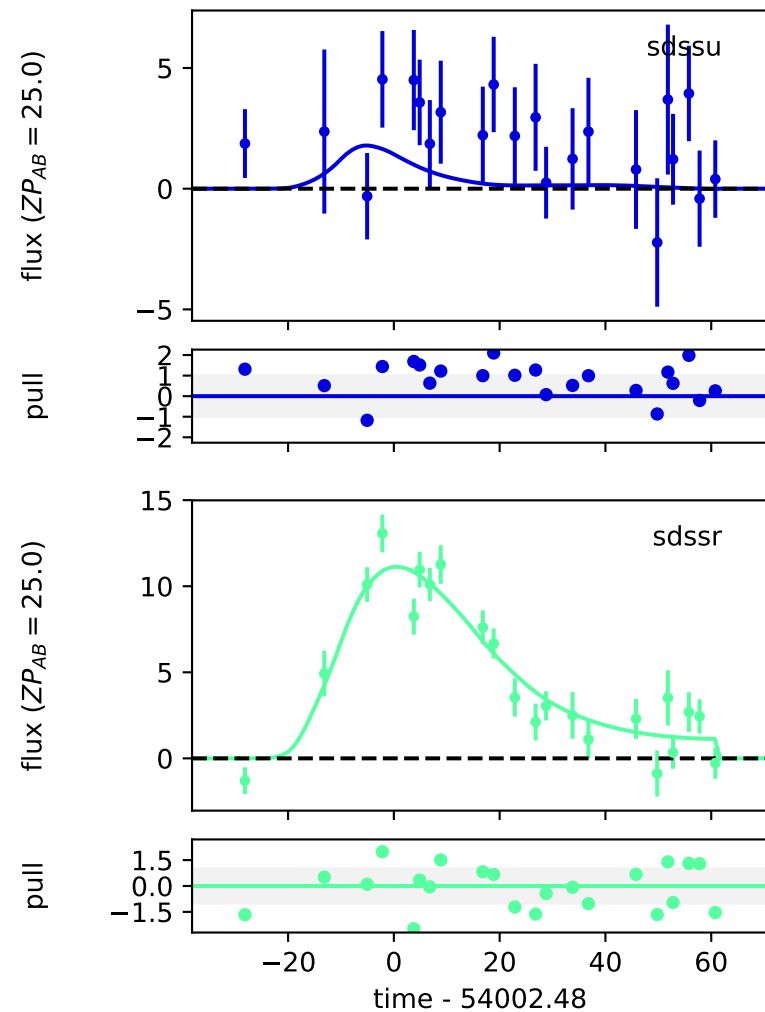 sdssu
flux (ZP_AB = 25.0)
5
0
−5
pull
2
1
0
−1
−2
sdssr
flux (ZP_AB = 25.0)
15
10
5
0
pull
1.5
0.0
−1.5
−20 0 20 40 60
time - 54002.48